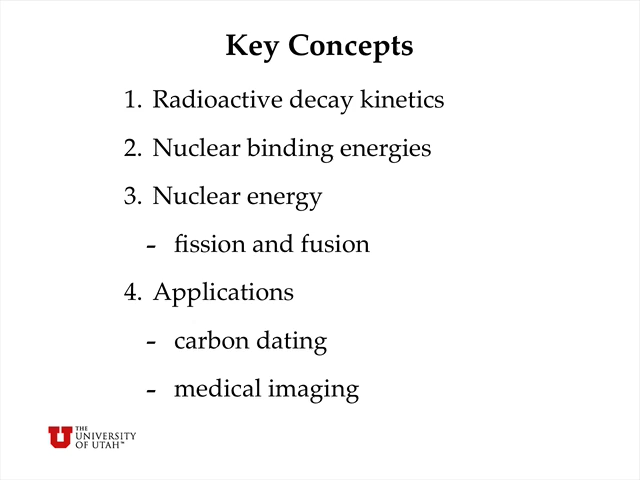 Key Concepts
1. Radioactive decay kinetics
2. Nuclear binding energies
3. Nuclear energy
- fission and fusion
4. Applications
- carbon dating
- medical imaging
U THE
UNIVERSITY
OF UTAH™